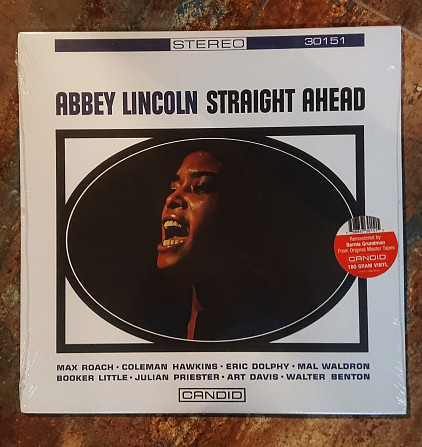 STEREO 30151
ABBEY LINCOLN STRAIGHT AHEAD
Remastered by
Bernie Grundman
From Original Master Tapes
CANDID
180 GRAM VINYL
MAX ROACH · COLEMAN HAWKINS · ERIC DOLPHY · MAL WALDRON
BOOKER LITTLE · JULIAN PRIESTER · ART DAVIS · WALTER BENTON
CANDID